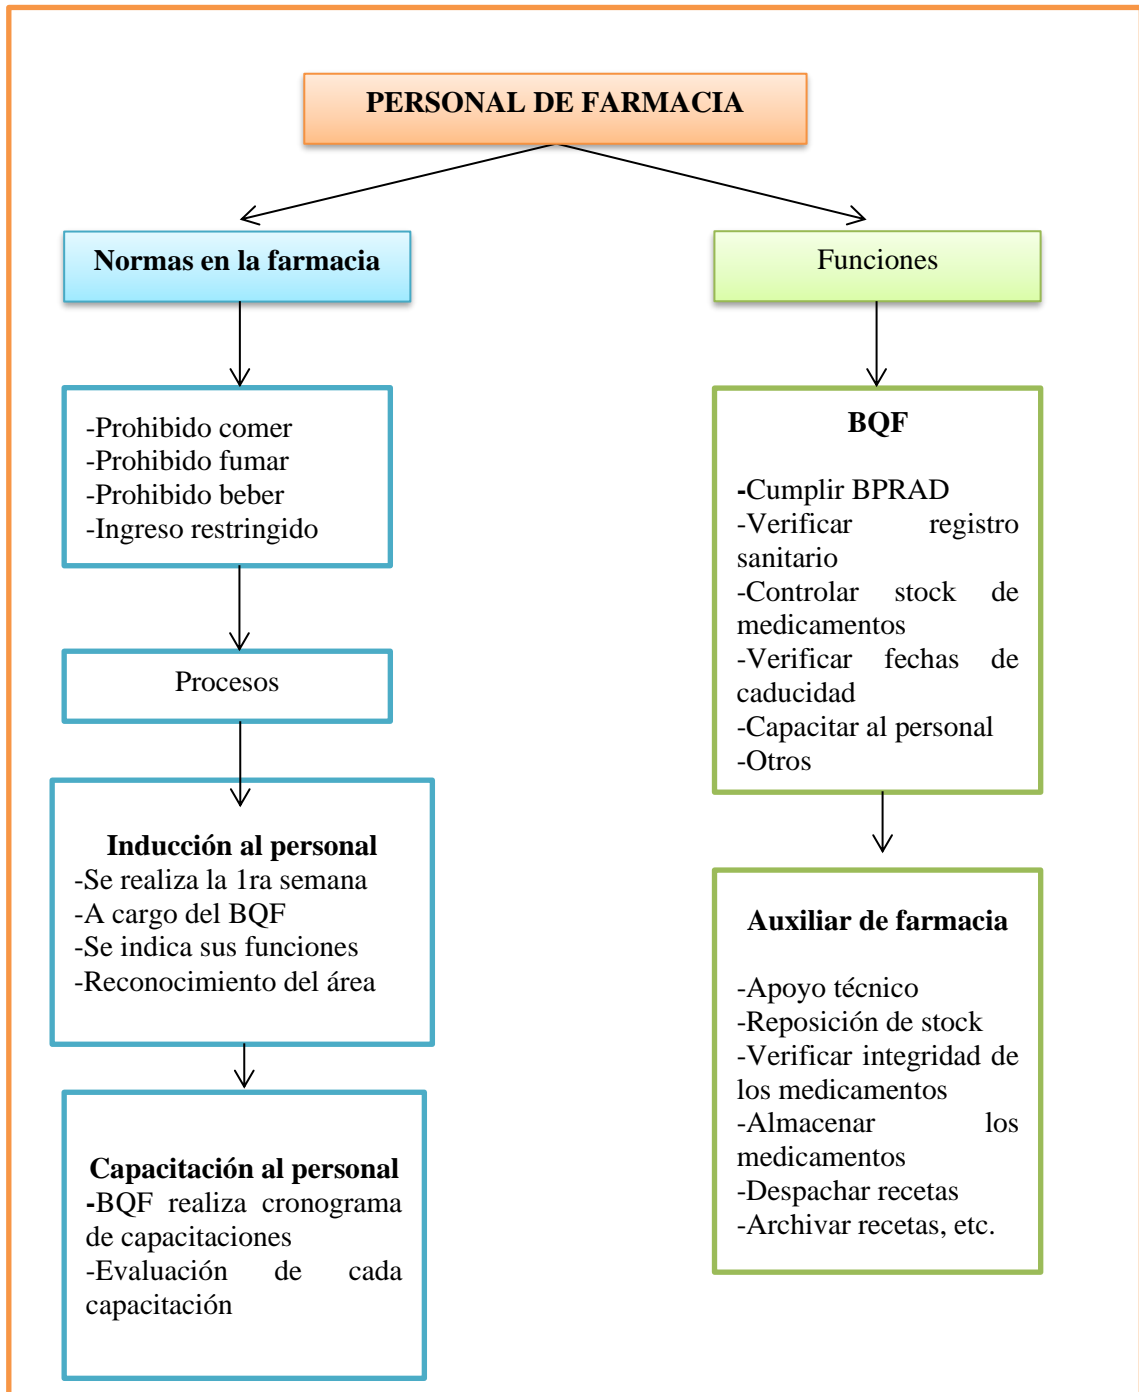 PERSONAL DE FARMACIA
Normas en la farmacia
-Prohibido comer
-Prohibido fumar
-Prohibido beber
-Ingreso restringido
Procesos
Inducción al personal
-Se realiza la 1ra semana
-A cargo del BQF
-Se indica sus funciones
-Reconocimiento del área
Capacitación al personal
-BQF realiza cronograma
de capacitaciones
-Evaluación de cada
capacitación
Funciones
BQF
-Cumplir BPRAD
-Verificar registro
sanitario
-Controlar stock de
medicamentos
-Verificar fechas de
caducidad
-Capacitar al personal
-Otros
Auxiliar de farmacia
-Apoyo técnico
-Reposición de stock
-Verificar integridad de
los medicamentos
-Almacenar los
medicamentos
-Despachar recetas
-Archivar recetas, etc.